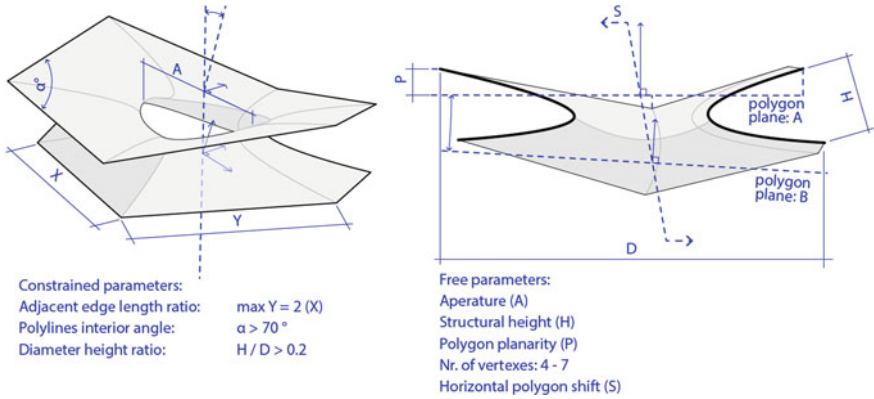 α°
A
X
Y
S
P
H
polygon
plane: A
polygon
plane: B
D
Constrained parameters:
Adjacent edge length ratio: max Y = 2 (X)
Polylines interior angle: α > 70 °
Diameter height ratio: H / D > 0.2
Free parameters:
Aperature (A)
Structural height (H)
Polygon planarity (P)
Nr. of vertexes: 4 - 7
Horizontal polygon shift (S)